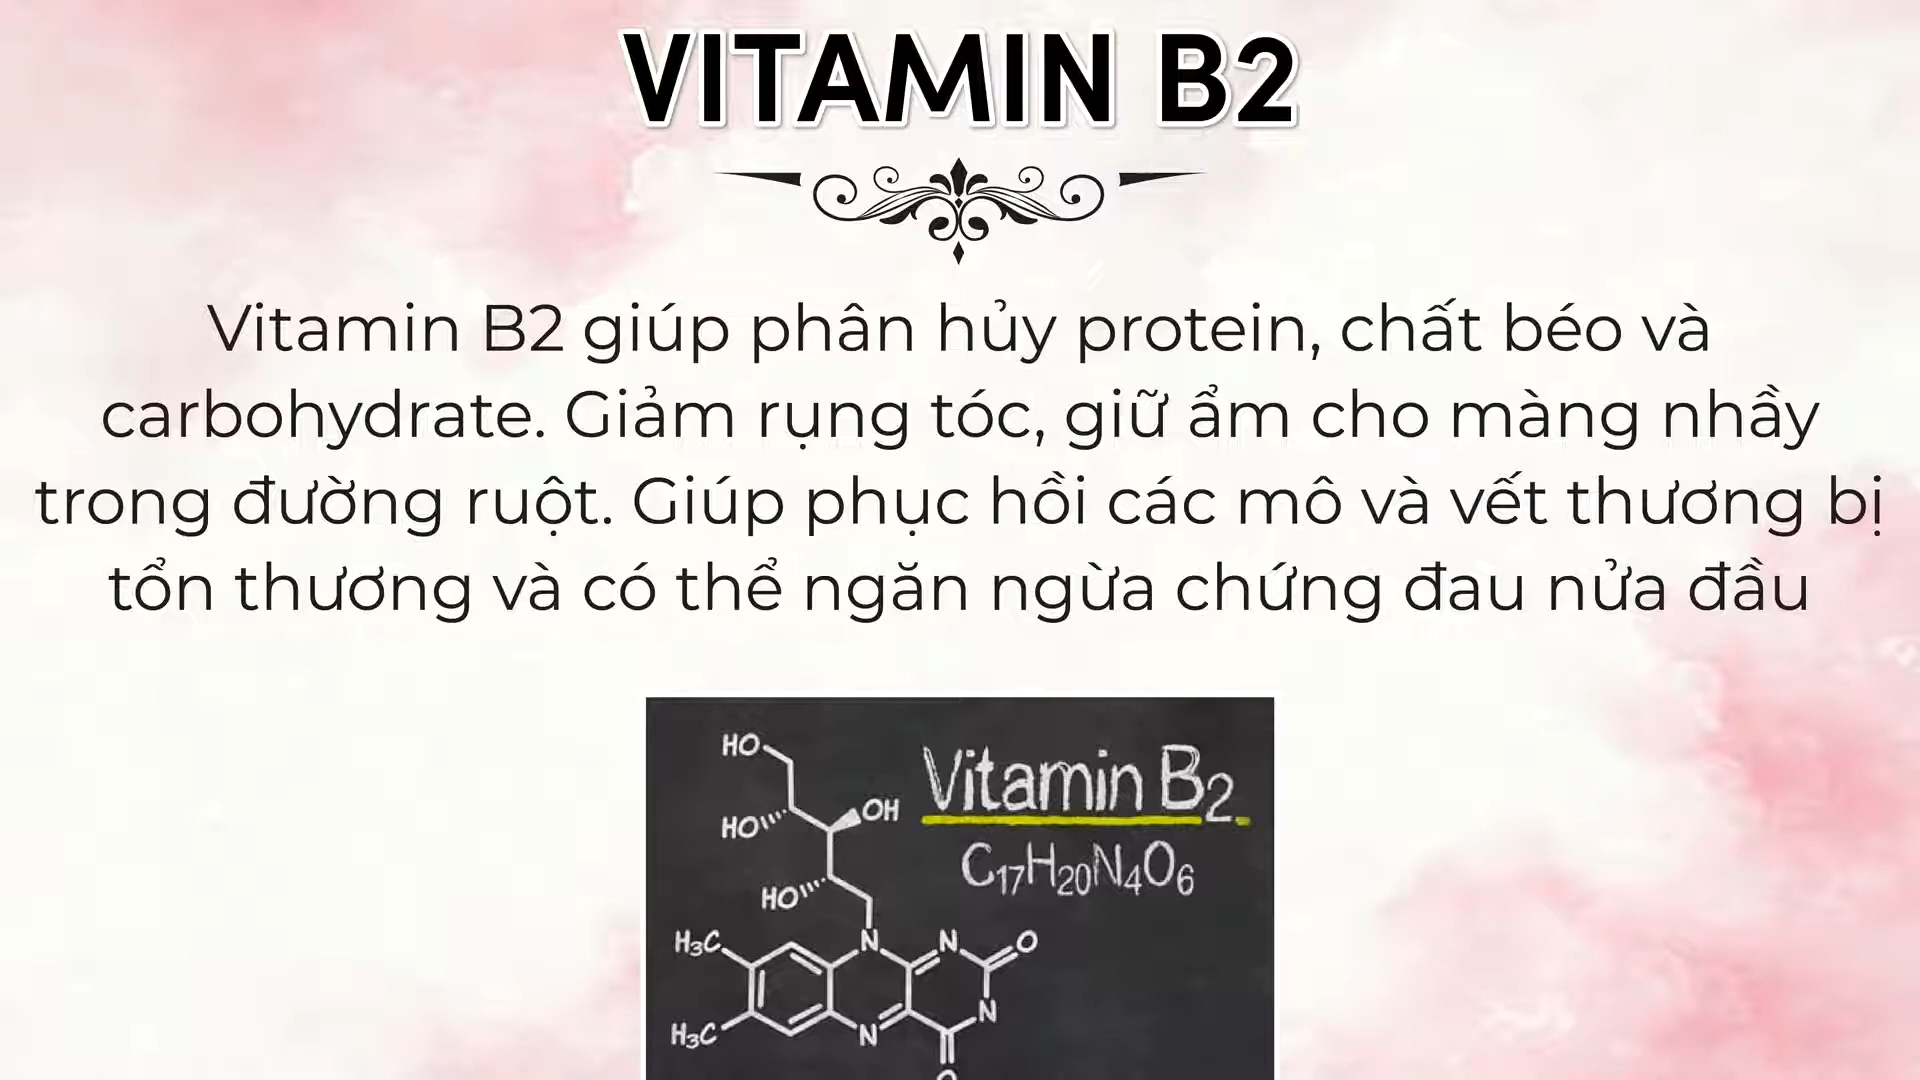 VITAMIN B2
Vitamin B2 giúp phân hủy protein, chất béo và
carbohydrate. Giảm rụng tóc, giữ ẩm cho màng nhầy
trong đường ruột. Giúp phục hồi các mô và vết thương bị
tổn thương và có thể ngăn ngừa chứng đau nửa đầu
Vitamin B2
C17H20N4O6
HO
HO
OH
HO
H3C
N
N
O
H3C
N
N
O